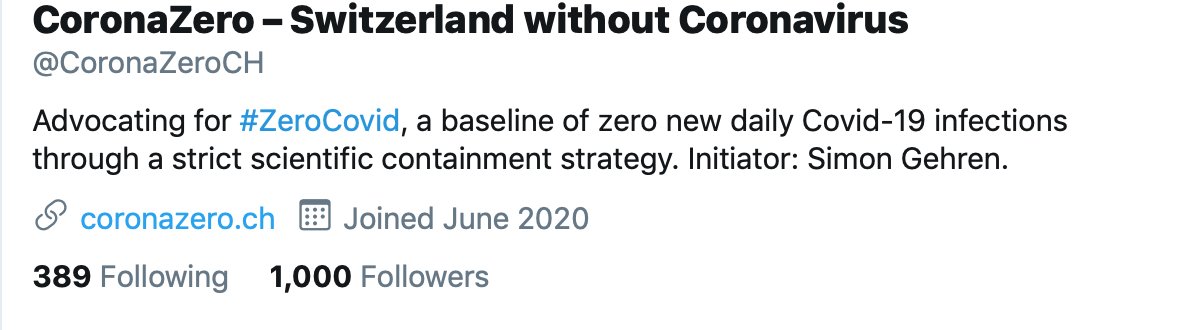 CoronaZero – Switzerland without Coronavirus
@CoronaZeroCH
Advocating for #ZeroCovid, a baseline of zero new daily Covid-19 infections
through a strict scientific containment strategy. Initiator: Simon Gehren.
coronazero.ch Joined June 2020
389 Following 1,000 Followers